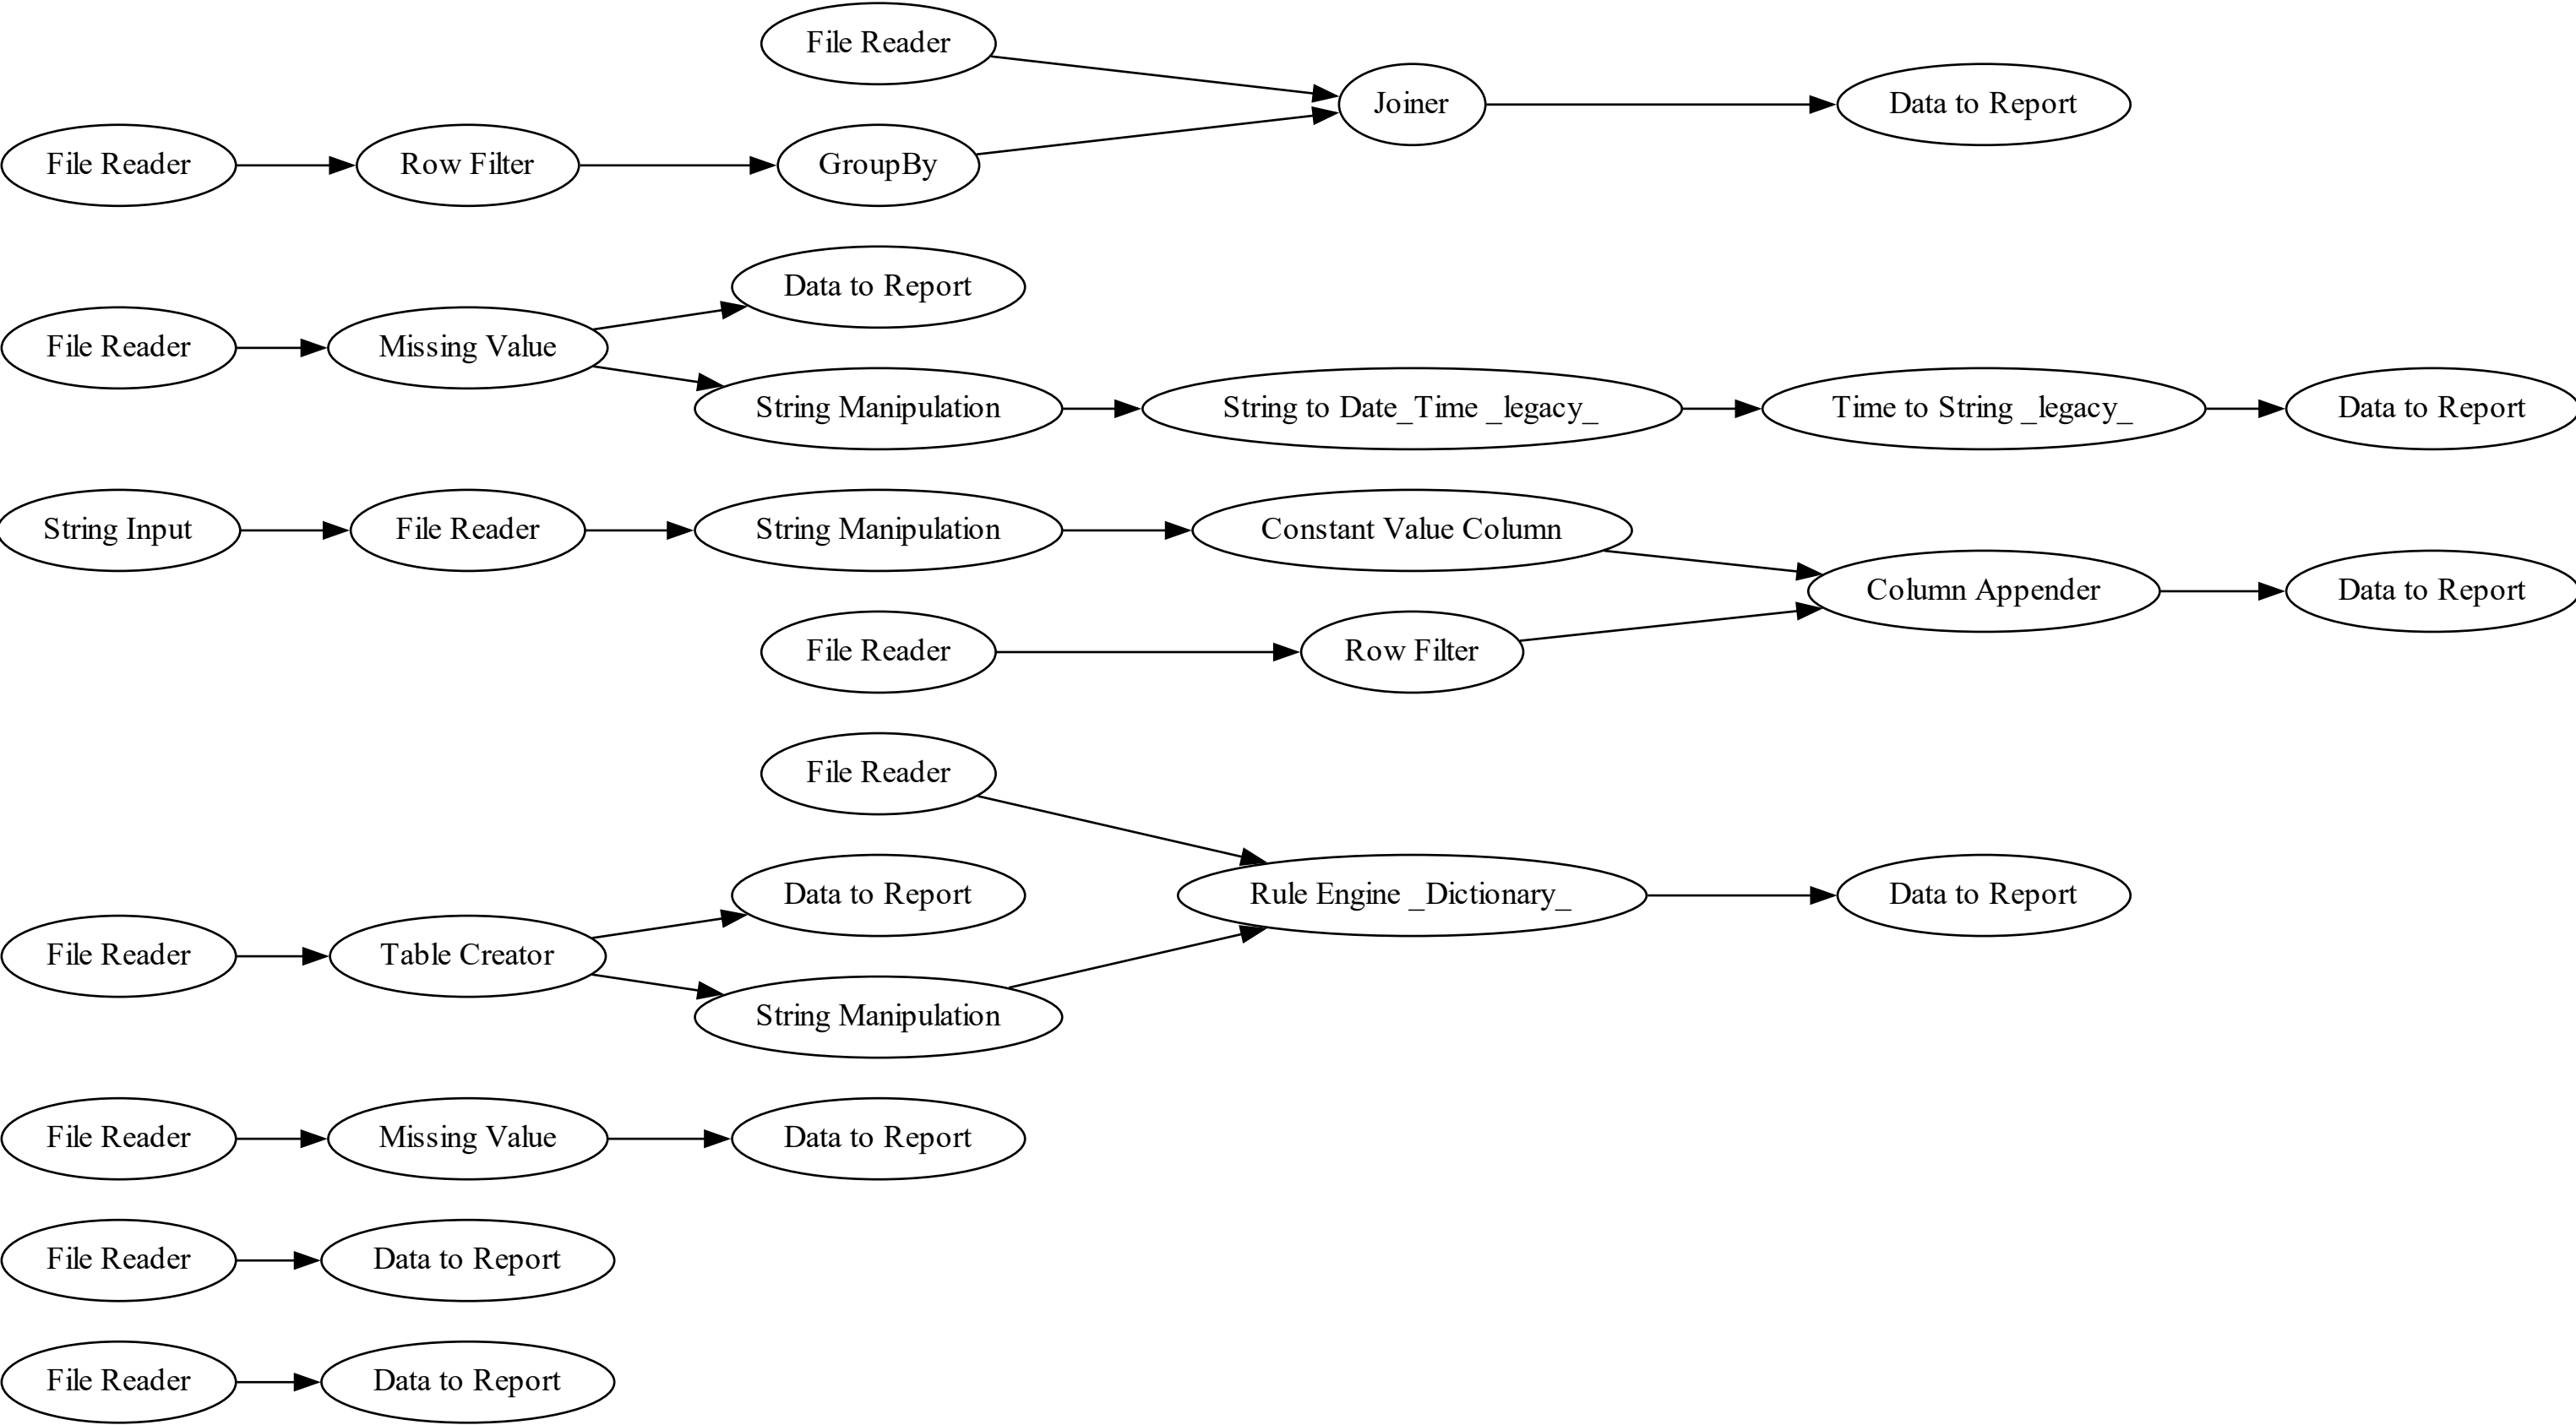 File Reader
Joiner
Data to Report
File Reader
Row Filter
GroupBy
Data to Report
File Reader
Missing Value
String Manipulation
String to Date_Time _legacy_
Time to String _legacy_
Data to Report
String Input
File Reader
String Manipulation
Constant Value Column
Column Appender
Data to Report
File Reader
Row Filter
File Reader
Data to Report
Rule Engine _Dictionary_
Data to Report
File Reader
Table Creator
String Manipulation
File Reader
Missing Value
Data to Report
File Reader
Data to Report
File Reader
Data to Report